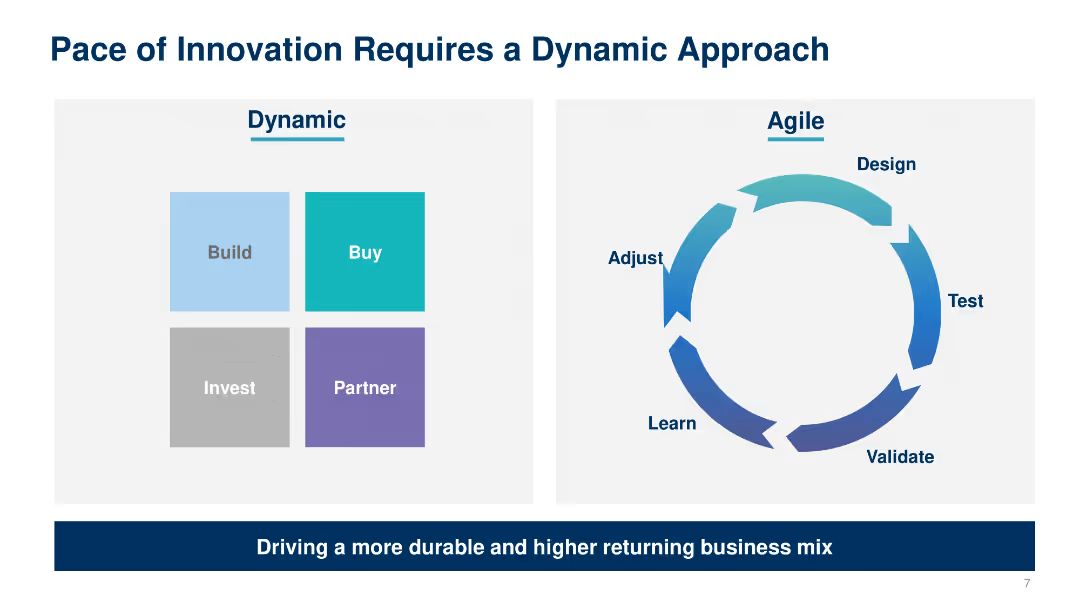 Pace of Innovation Requires a Dynamic Approach
Dynamic
Build
Buy
Invest
Partner
Agile
Design
Test
Validate
Learn
Adjust
Driving a more durable and higher returning business mix
7